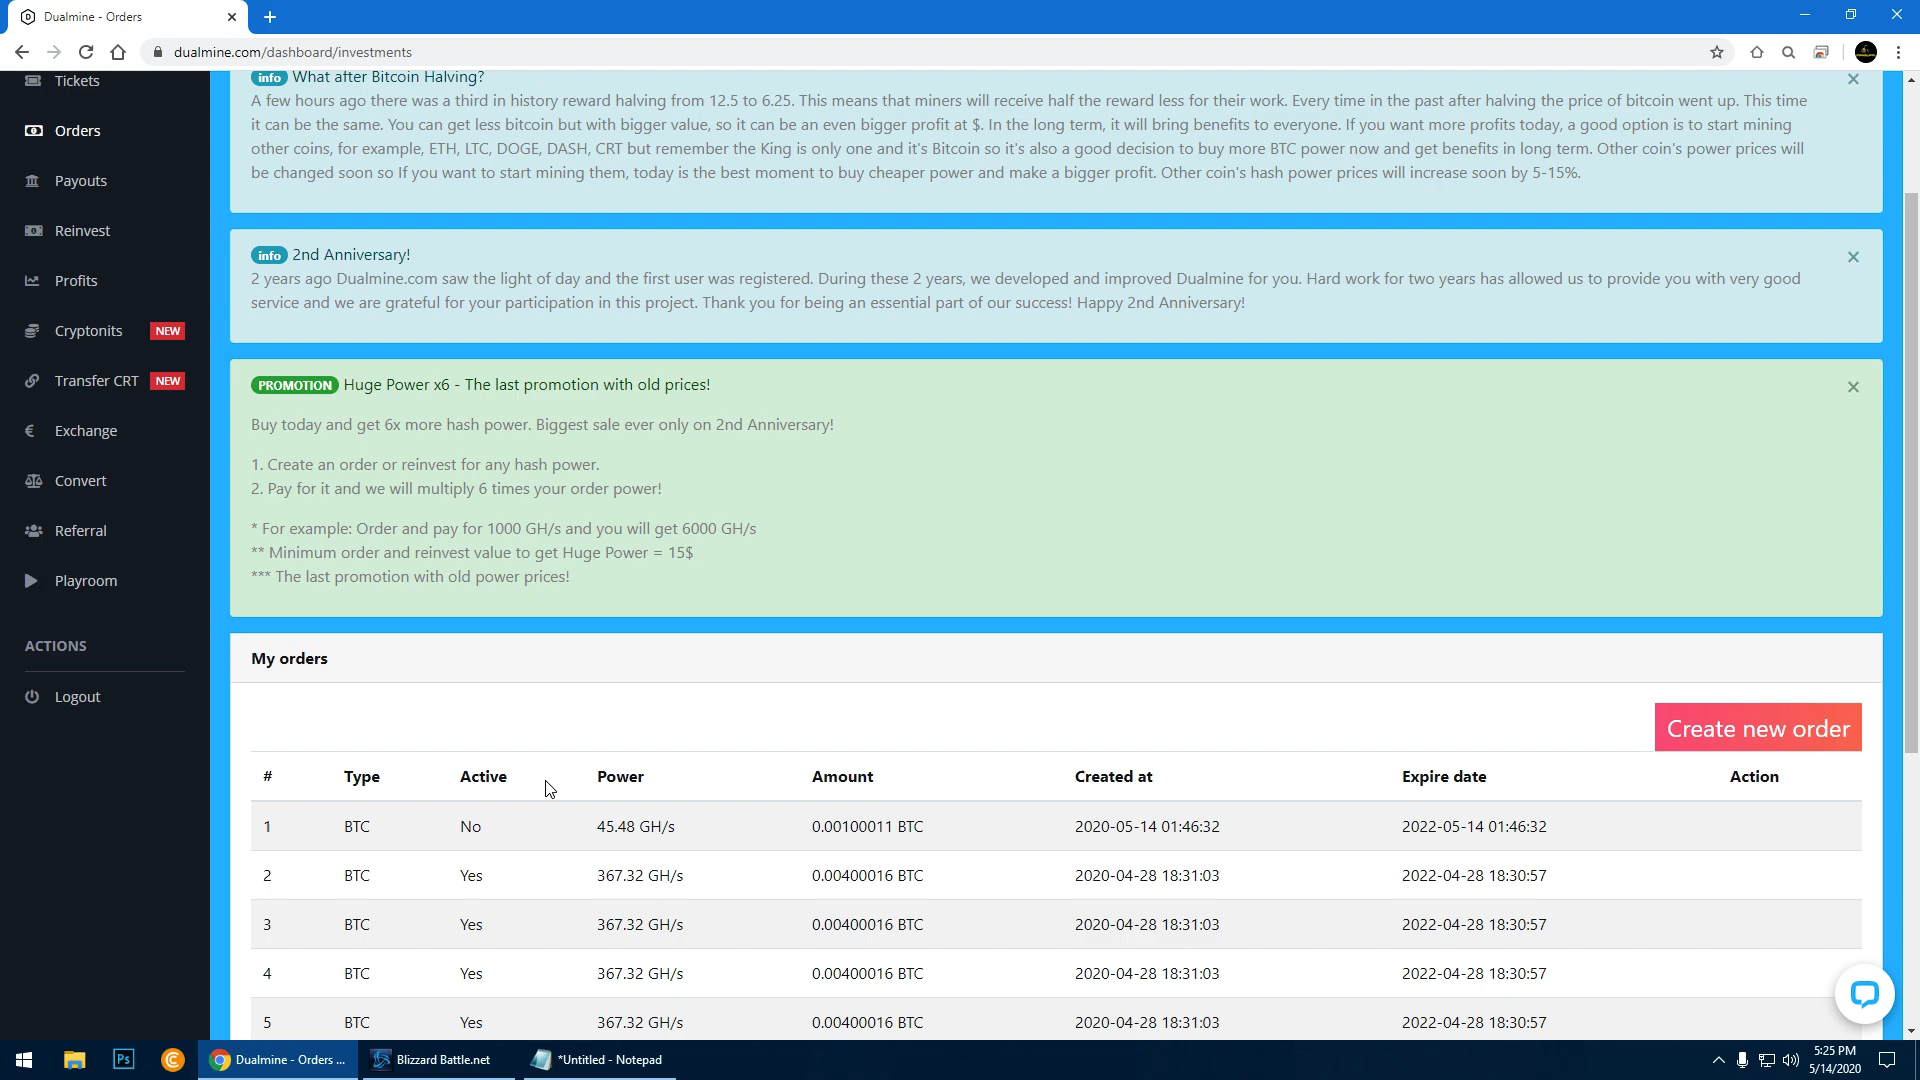 Dualmine - Orders
dualmine.com/dashboard/investments
Tickets
Orders
Payouts
Reinvest
Profits
Cryptonits NEW
Transfer CRT NEW
Exchange
Convert
Referral
Playroom
ACTIONS
Logout
info What after Bitcoin Halving?
A few hours ago there was a third in history reward halving from 12.5 to 6.25. This means that miners will receive half the reward less for their work. Every time in the past after halving the price of bitcoin went up. This time
it can be the same. You can get less bitcoin but with bigger value, so it can be an even bigger profit at $. In the long term, it will bring benefits to everyone. If you want more profits today, a good option is to start mining
other coins, for example, ETH, LTC, DOGE, DASH, CRT but remember the King is only one and it's Bitcoin so it's also a good decision to buy more BTC power now and get benefits in long term. Other coin's power prices will
be changed soon so If you want to start mining them, today is the best moment to buy cheaper power and make a bigger profit. Other coin's hash power prices will increase soon by 5-15%.
info 2nd Anniversary!
2 years ago Dualmine.com saw the light of day and the first user was registered. During these 2 years, we developed and improved Dualmine for you. Hard work for two years has allowed us to provide you with very good
service and we are grateful for your participation in this project. Thank you for being an essential part of our success! Happy 2nd Anniversary!
PROMOTION Huge Power x6 - The last promotion with old prices!
Buy today and get 6x more hash power. Biggest sale ever only on 2nd Anniversary!
1. Create an order or reinvest for any hash power.
2. Pay for it and we will multiply 6 times your order power!
* For example: Order and pay for 1000 GH/s and you will get 6000 GH/s
** Minimum order and reinvest value to get Huge Power = 15$
*** The last promotion with old power prices!
My orders
Create new order
# Type Active Power Amount Created at Expire date Action
1 BTC No 45.48 GH/s 0.00100011 BTC 2020-05-14 01:46:32 2022-05-14 01:46:32
2 BTC Yes 367.32 GH/s 0.00400016 BTC 2020-04-28 18:31:03 2022-04-28 18:30:57
3 BTC Yes 367.32 GH/s 0.00400016 BTC 2020-04-28 18:31:03 2022-04-28 18:30:57
4 BTC Yes 367.32 GH/s 0.00400016 BTC 2020-04-28 18:31:03 2022-04-28 18:30:57
5 BTC Yes 367.32 GH/s 0.00400016 BTC 2020-04-28 18:31:03 2022-04-28 18:30:57
Ps
Dualmine - Orders ...
Blizzard Battle.net
*Untitled - Notepad
5:25 PM
5/14/2020